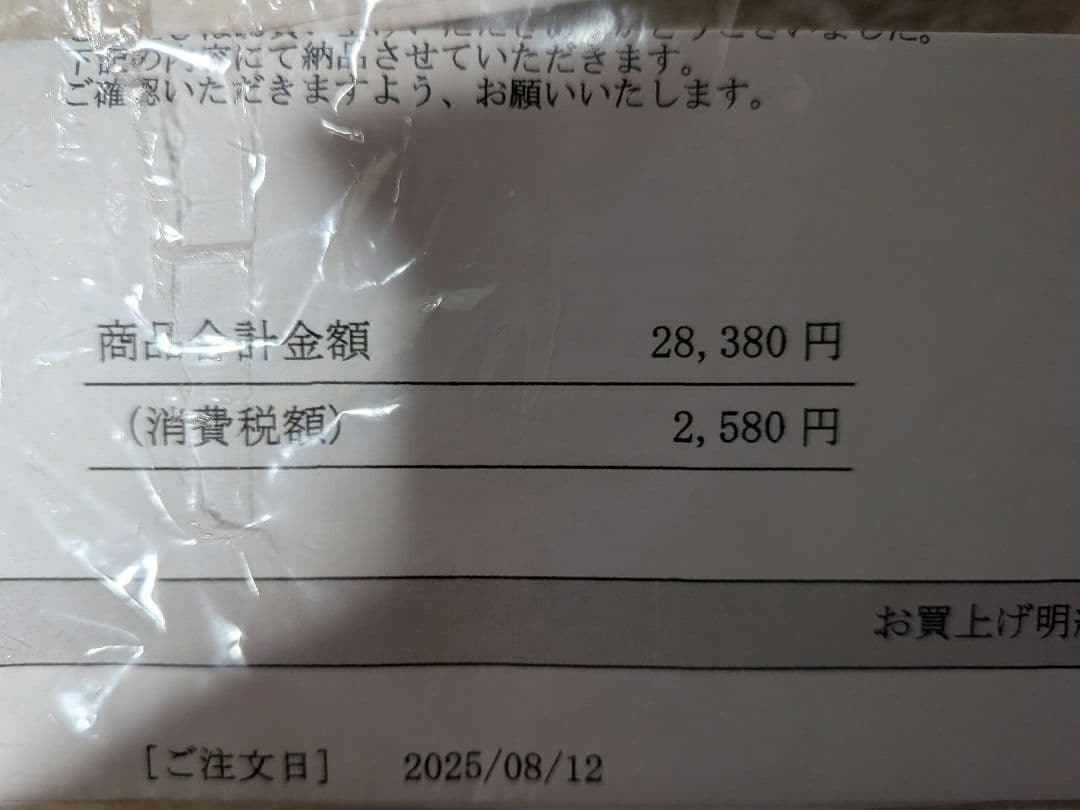 下記の内容にて納品させていただきます。
ご確認いただきますよう、お願いいたします。
商品合計金額 28,380 円
（消費税額） 2,580 円
お買上げ明
[ご注文日] 2025/08/12